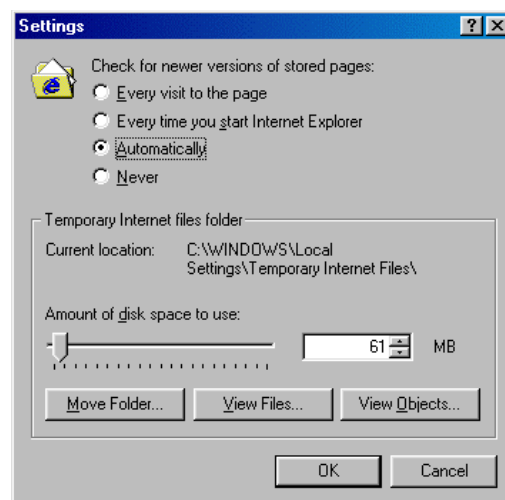 Settings
Check for newer versions of stored pages:
Every visit to the page
Every time you start Internet Explorer
Automatically
Never
Temporary Internet files folder
Current location: C:\WINDOWS\Local
Settings\Temporary Internet Files\
Amount of disk space to use:
61 MB
Move Folder... View Files... View Objects...
OK Cancel